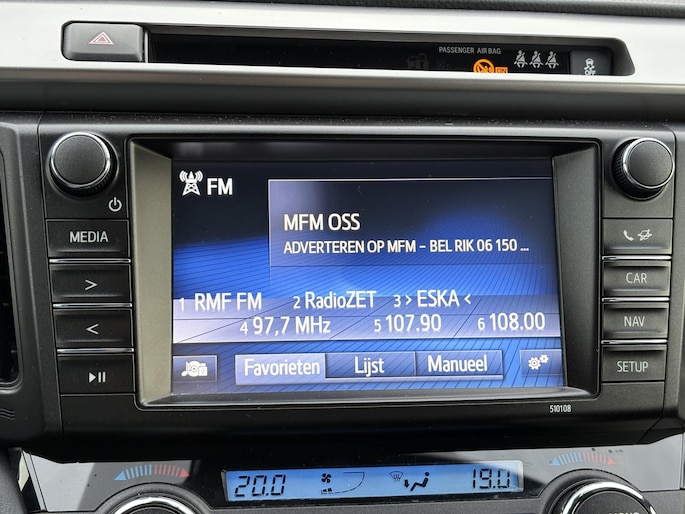 PASSENGER AIR BAG
FM
MFM OSS
ADVERTEREN OP MFM – BEL RIK 06 150 ...
1 RMF FM 2 RadioZET 3 > ESKA <
4 97,7 MHz 5 107.90 6 108.00
Favorieten Lijst Manueel
MEDIA
>
<
CAR
NAV
SETUP
510108
20.0 19.0